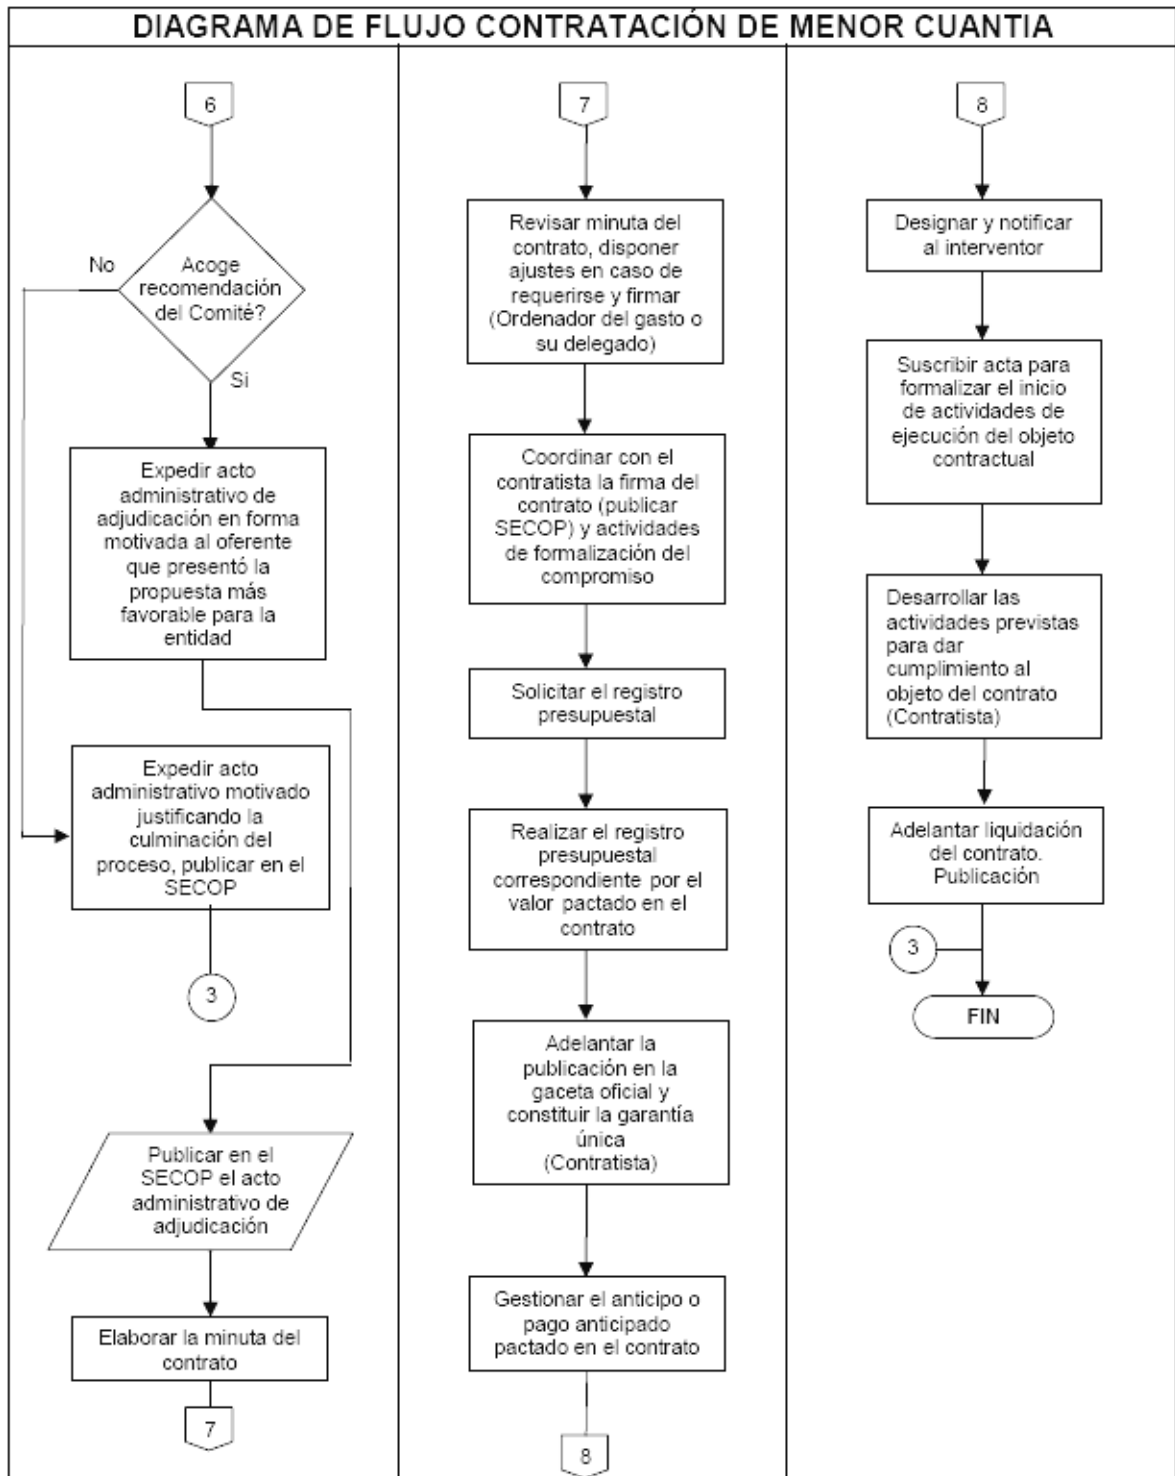 DIAGRAMA DE FLUJO CONTRATACIÓN DE MENOR CUANTIA
6
No
Acoge
recomendación
del Comité?
Si
Expedir acto
administrativo de
adjudicación en forma
motivada al oferente
que presentó la
propuesta más
favorable para la
entidad
Expedir acto
administrativo motivado
justificando la
culminación del
proceso, publicar en el
SECOP
3
Publicar en el
SECOP el acto
administrativo de
adjudicación
Elaborar la minuta del
contrato
7
7
Revisar minuta del
contrato, disponer
ajustes en caso de
requerirse y firmar
(Ordenador del gasto o
su delegado)
Coordinar con el
contratista la firma del
contrato (publicar
SECOP) y actividades
de formalización del
compromiso
Solicitar el registro
presupuestal
Realizar el registro
presupuestal
correspondiente por el
valor pactado en el
contrato
Adelantar la
publicación en la
gaceta oficial y
constituir la garantía
única
(Contratista)
Gestionar el anticipo o
pago anticipado
pactado en el contrato
8
8
Designar y notificar
al interventor
Suscribir acta para
formalizar el inicio
de actividades de
ejecución del objeto
contractual
Desarrollar las
actividades previstas
para dar
cumplimiento al
objeto del contrato
(Contratista)
Adelantar liquidación
del contrato.
Publicación
3
FIN